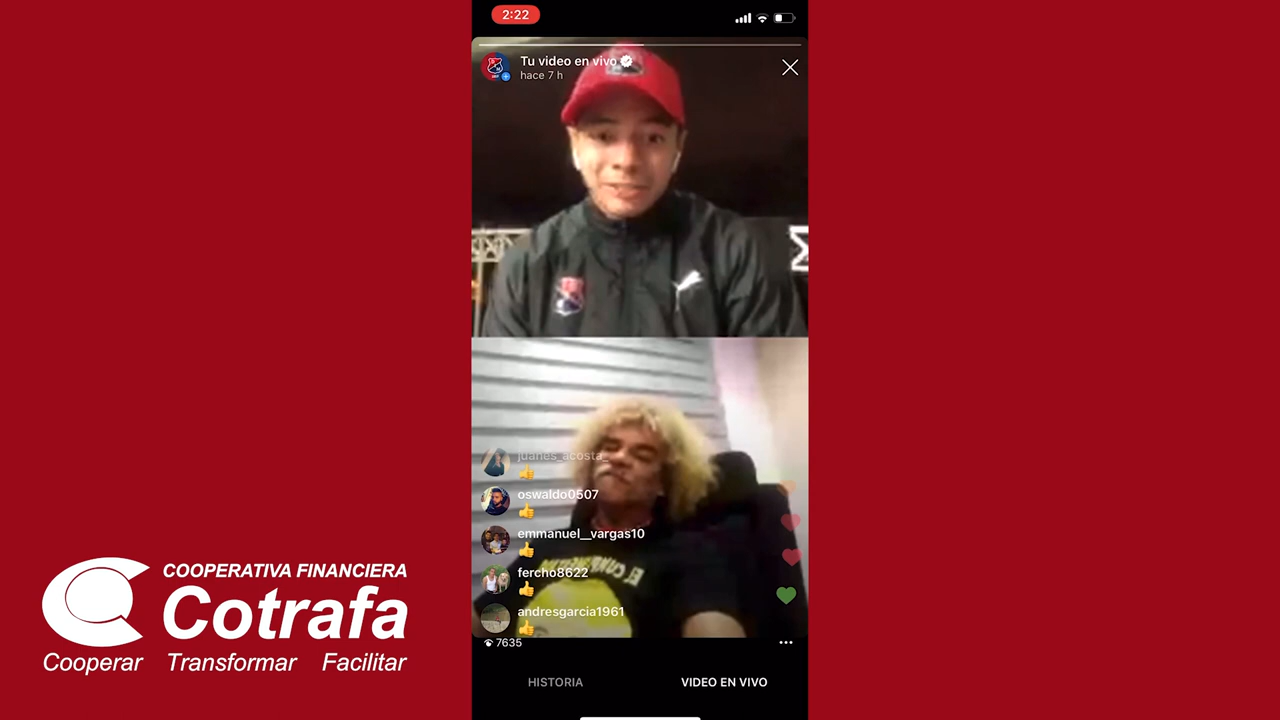 2:22
Tu video en vivo
hace 7 h
juanes_acosta_
👍
oswaldo0507
👍
emmanuel__vargas10
👍
fercho8622
👍
andresgarcia1961
👍
7635
HISTORIA
VIDEO EN VIVO
COOPERATIVA FINANCIERA
Cotrafa
Cooperar Transformar Facilitar